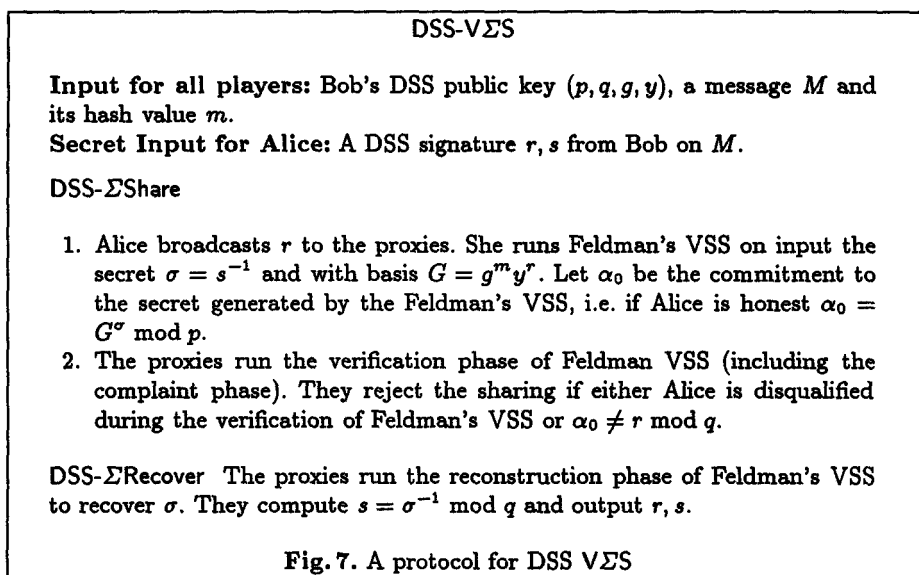 DSS-VΣS
Input for all players: Bob's DSS public key (p, q, g, y), a message M and
its hash value m.
Secret Input for Alice: A DSS signature r, s from Bob on M.
DSS-ΣShare
1. Alice broadcasts r to the proxies. She runs Feldman's VSS on input the
secret σ = s⁻¹ and with basis G = gᵐyʳ. Let α₀ be the commitment to
the secret generated by the Feldman's VSS, i.e. if Alice is honest α₀ =
G^σ mod p.
2. The proxies run the verification phase of Feldman VSS (including the
complaint phase). They reject the sharing if either Alice is disqualified
during the verification of Feldman's VSS or α₀ ≠ r mod q.
DSS-ΣRecover The proxies run the reconstruction phase of Feldman's VSS
to recover σ. They compute s = σ⁻¹ mod q and output r, s.
Fig. 7. A protocol for DSS VΣS